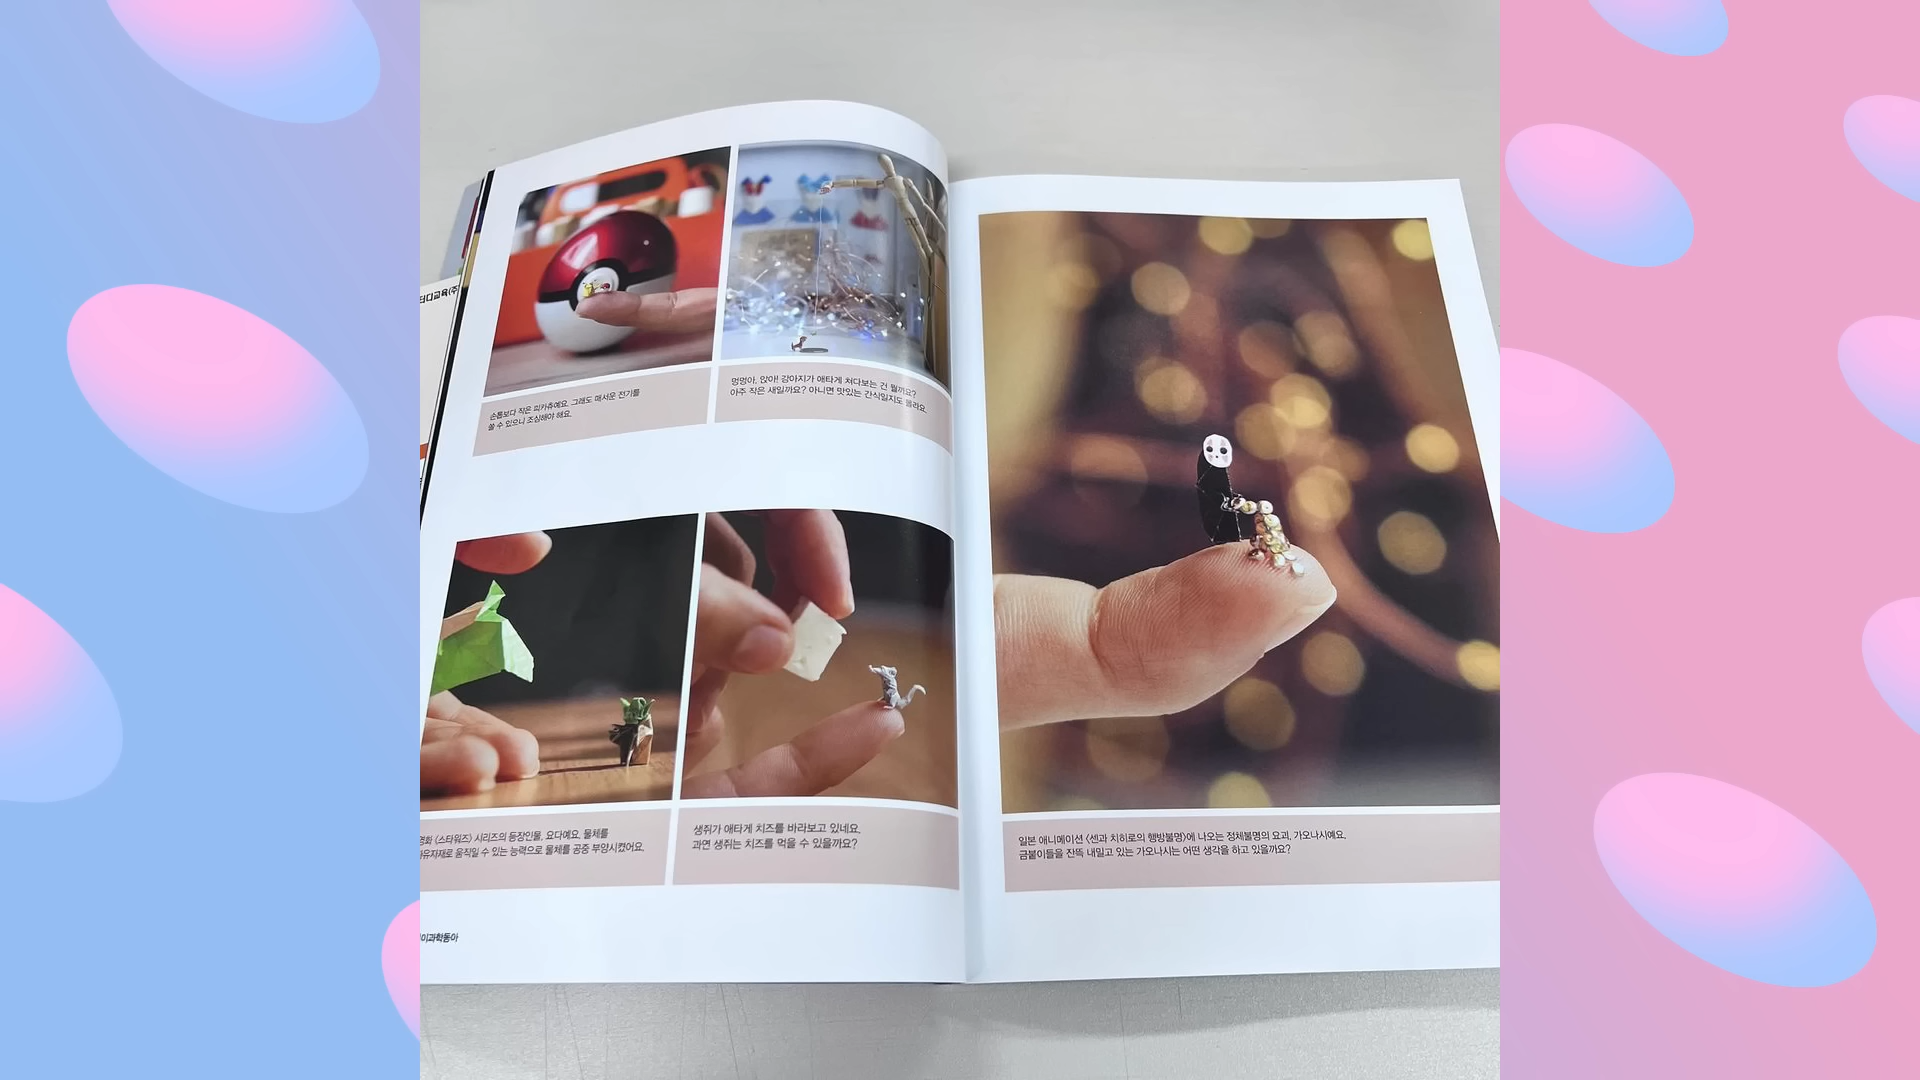 터디교육(주
손톱보다 작은 피카츄예요. 그래도 매서운 전기를
쏠 수 있으니 조심해야 해요.
멍멍아, 앉아! 강아지가 애타게 쳐다보는 건 뭘까요?
아주 작은 새일까요? 아니면 맛있는 간식일지도 몰라요.
영화 〈스타워즈〉 시리즈의 등장인물, 요다예요. 물체를
자유자재로 움직일 수 있는 능력으로 물체를 공중 부양시켰어요.
생쥐가 애타게 치즈를 바라보고 있네요.
과연 생쥐는 치즈를 먹을 수 있을까요?
일본 애니메이션 〈센과 치히로의 행방불명〉에 나오는 정체불명의 요괴, 가오나시예요.
금붙이들을 잔뜩 내밀고 있는 가오나시는 어떤 생각을 하고 있을까요?
이과학동아